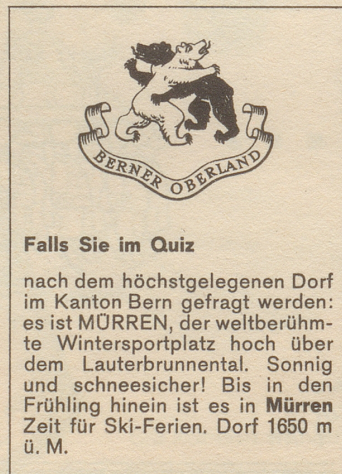 BERNER OBERLAND
Falls Sie im Quiz
nach dem höchstgelegenen Dorf
im Kanton Bern gefragt werden:
es ist MÜRREN, der weltberühm-
te Wintersportplatz hoch über
dem Lauterbrunnental. Sonnig
und schneesicher! Bis in den
Frühling hinein ist es in Mürren
Zeit für Ski-Ferien. Dorf 1650 m
ü. M.